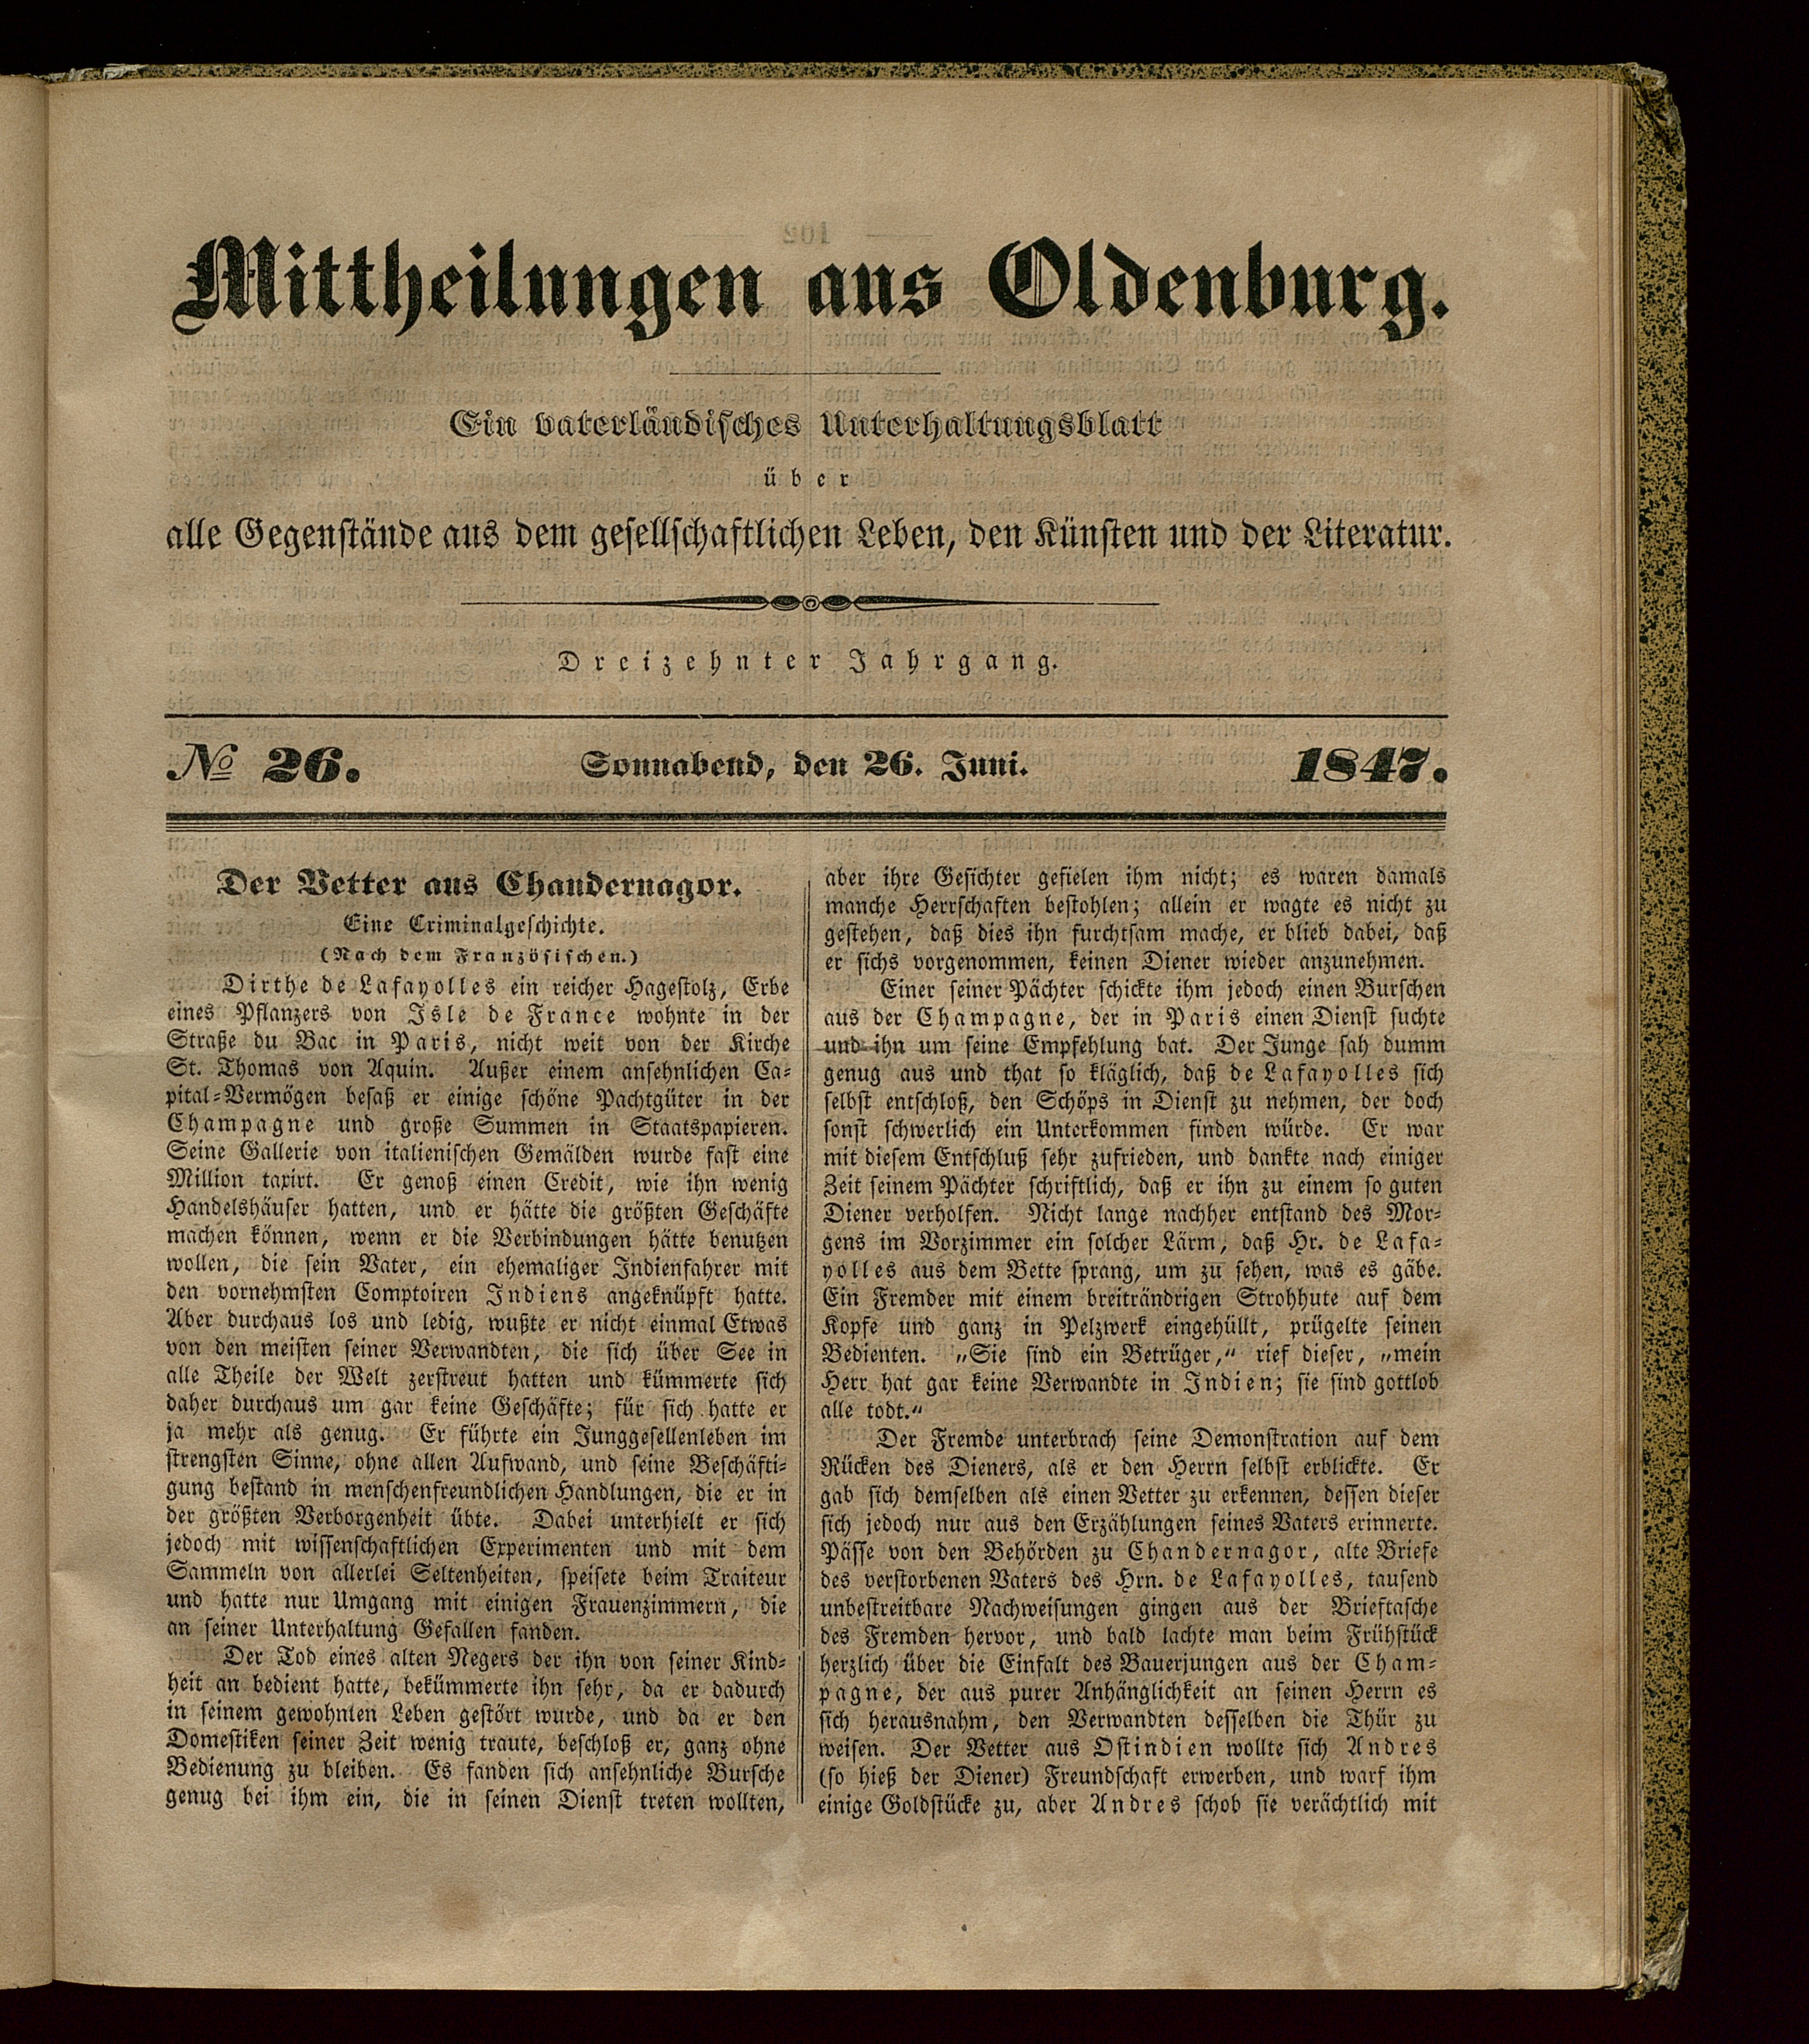 Mittheilungen aus Oldenburg.
Ein vaterländisches Unterhaltungsblatt
über
alle Gegenstände aus dem gesellschaftlichen Leben, den Künsten und der Literatur.
Dreizehnter Jahrgang.
№ 26. Sonnabend, den 26. Juni. 1847.
Der Vetter aus Chandernagor.
Eine Criminalgeschichte.
(Nach dem Französischen.)
Dirthe de Lafayolles ein reicher Hagestolz, Erbe
eines Pflanzers von Isle de France wohnte in der
Straße du Bac in Paris, nicht weit von der Kirche
St. Thomas von Aquin. Außer einem ansehnlichen Ca-
pital-Vermögen besaß er einige schöne Pachtgüter in der
Champagne und große Summen in Staatspapieren.
Seine Gallerie von italienischen Gemälden wurde fast eine
Million taxirt. Er genoß einen Credit, wie ihn wenig
Handelshäuser hatten, und er hätte die größten Geschäfte
machen können, wenn er die Verbindungen hätte benutzen
wollen, die sein Vater, ein ehemaliger Indienfahrer mit
den vornehmsten Comptoiren Indiens angeknüpft hatte.
Aber durchaus los und ledig, wußte er nicht einmal Etwas
von den meisten seiner Verwandten, die sich über See in
alle Theile der Welt zerstreut hatten und kümmerte sich
daher durchaus um gar keine Geschäfte; für sich hatte er
ja mehr als genug. Er führte ein Junggesellenleben im
strengsten Sinne, ohne allen Aufwand, und seine Beschäfti-
gung bestand in menschenfreundlichen Handlungen, die er in
der größten Verborgenheit übte. Dabei unterhielt er sich
jedoch mit wissenschaftlichen Experimenten und mit dem
Sammeln von allerlei Seltenheiten, speisete beim Traiteur
und hatte nur Umgang mit einigen Frauenzimmern, die
an seiner Unterhaltung Gefallen fanden.
Der Tod eines alten Negers der ihn von seiner Kind-
heit an bedient hatte, bekümmerte ihn sehr, da er dadurch
in seinem gewohnten Leben gestört wurde, und da er den
Domestiken seiner Zeit wenig traute, beschloß er, ganz ohne
Bedienung zu bleiben. Es fanden sich ansehnliche Bursche
genug bei ihm ein, die in seinen Dienst treten wollten,
aber ihre Gesichter gefielen ihm nicht; es waren damals
manche Herrschaften bestohlen; allein er wagte es nicht zu
gestehen, daß dies ihn furchtsam mache, er blieb dabei, daß
er sichs vorgenommen, keinen Diener wieder anzunehmen.
Einer seiner Pächter schickte ihm jedoch einen Burschen
aus der Champagne, der in Paris einen Dienst suchte
und ihn um seine Empfehlung bat. Der Junge sah dumm
genug aus und that so kläglich, daß de Lafayolles sich
selbst entschloß, den Schöps in Dienst zu nehmen, der doch
sonst schwerlich ein Unterkommen finden würde. Er war
mit diesem Entschluß sehr zufrieden, und dankte nach einiger
Zeit seinem Pächter schriftlich, daß er ihn zu einem so guten
Diener verholfen. Nicht lange nachher entstand des Mor-
gens im Vorzimmer ein solcher Lärm, daß Hr. de Lafa-
yolles aus dem Bette sprang, um zu sehen, was es gäbe.
Ein Fremder mit einem breiträndrigen Strohhute auf dem
Kopfe und ganz in Pelzwerk eingehüllt, prügelte seinen
Bedienten. „Sie sind ein Betrüger,“ rief dieser, „mein
Herr hat gar keine Verwandte in Indien; sie sind gottlob
alle todt.“
Der Fremde unterbrach seine Demonstration auf dem
Rücken des Dieners, als er den Herrn selbst erblickte. Er
gab sich demselben als einen Vetter zu erkennen, dessen dieser
sich jedoch nur aus den Erzählungen seines Vaters erinnerte.
Pässe von den Behörden zu Chandernagor, alte Briefe
des verstorbenen Vaters des Hrn. de Lafayolles, tausend
unbestreitbare Nachweisungen gingen aus der Brieftasche
des Fremden hervor, und bald lachte man beim Frühstück
herzlich über die Einfalt des Bauerjungen aus der Cham-
pagne, der aus purer Anhänglichkeit an seinen Herrn es
sich herausnahm, den Verwandten desselben die Thür zu
weisen. Der Vetter aus Ostindien wollte sich Andres
(so hieß der Diener) Freundschaft erwerben, und warf ihm
einige Goldstücke zu, aber Andres schob sie verächtlich mit